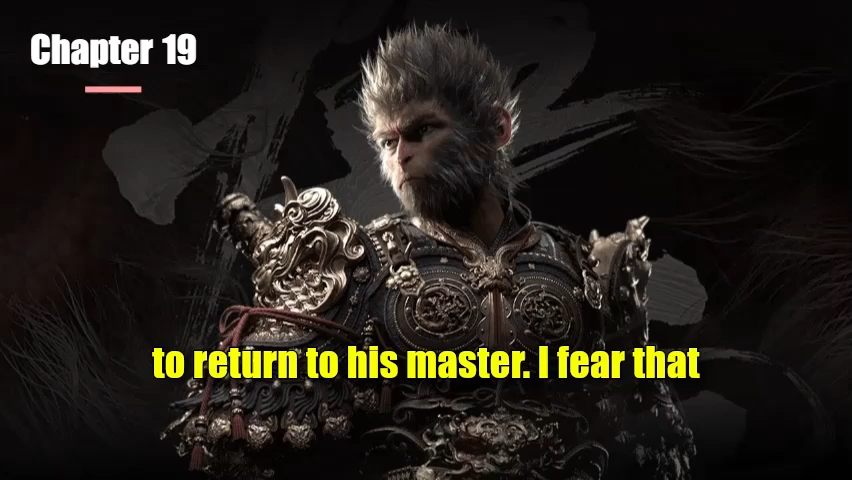 Chapter 19
to return to his master. I fear that